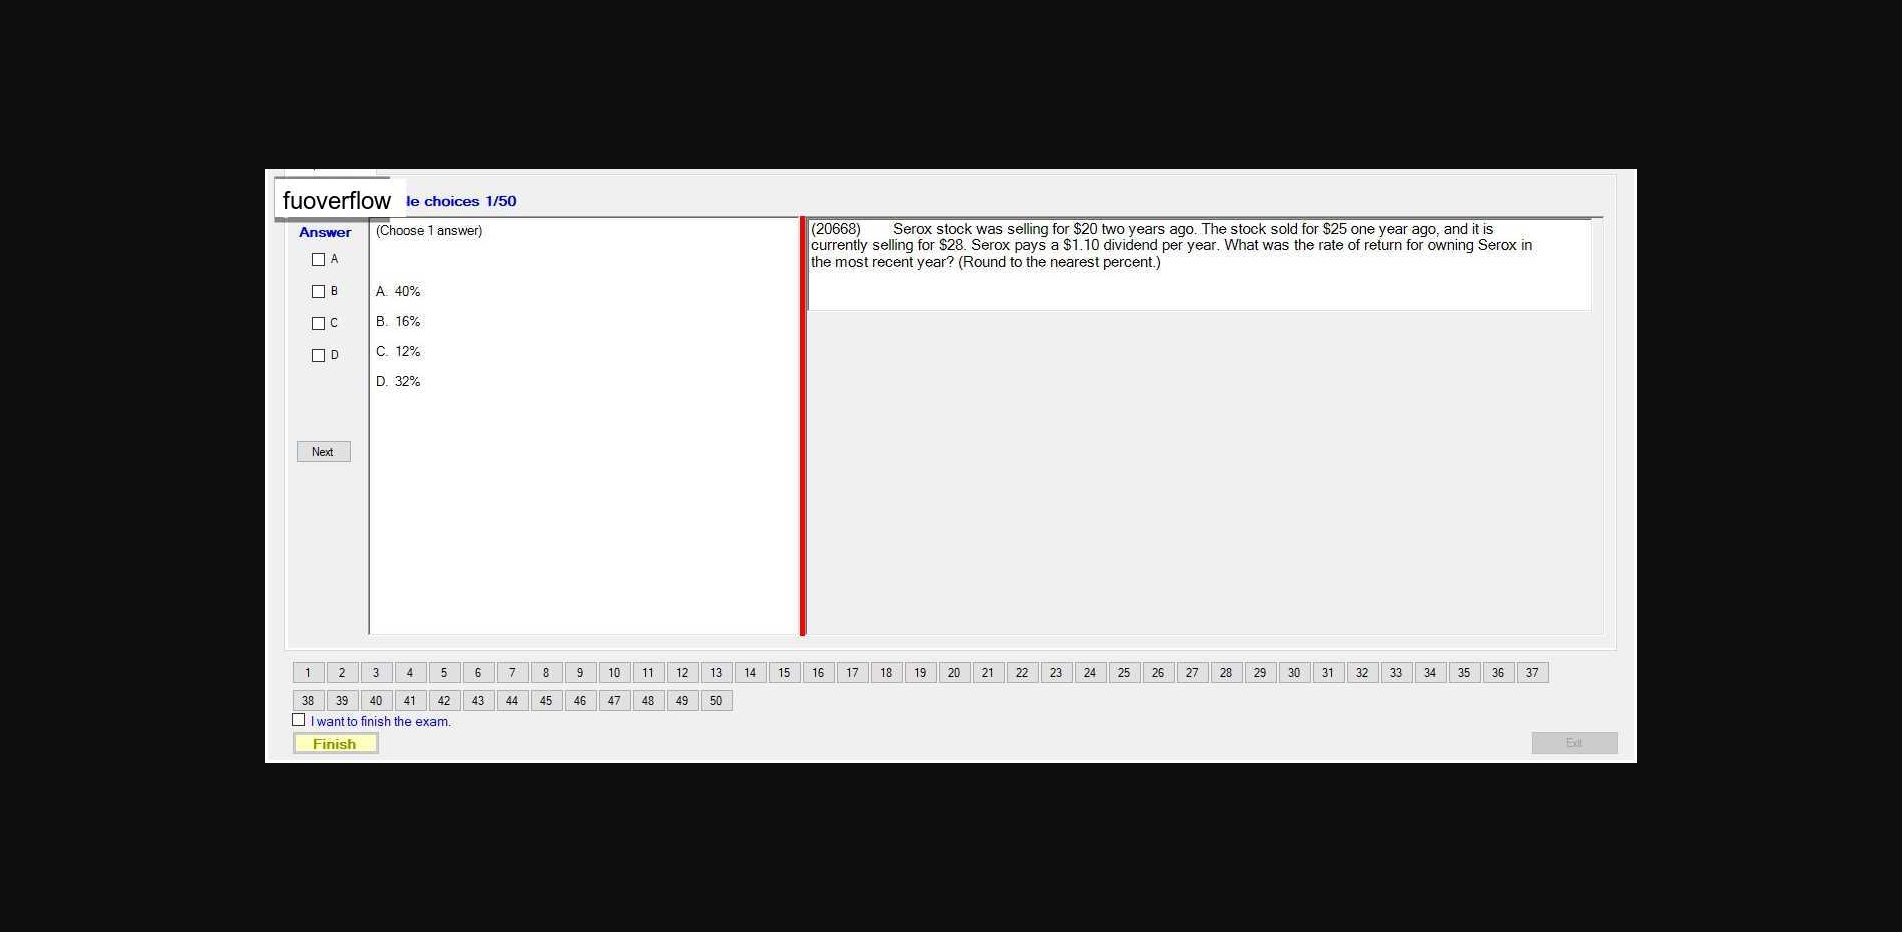 fuoverflow
le choices 1/50
Answer
(Choose 1 answer)
(20668) Serox stock was selling for $20 two years ago. The stock sold for $25 one year ago, and it is
currently selling for $28. Serox pays a $1.10 dividend per year. What was the rate of return for owning Serox in
the most recent year? (Round to the nearest percent.)
A
B
C
D
A. 40%
B. 16%
C. 12%
D. 32%
Next
1 2 3 4 5 6 7 8 9 10 11 12 13 14 15 16 17 18 19 20 21 22 23 24 25 26 27 28 29 30 31 32 33 34 35 36 37
38 39 40 41 42 43 44 45 46 47 48 49 50
I want to finish the exam.
Finish
Exit